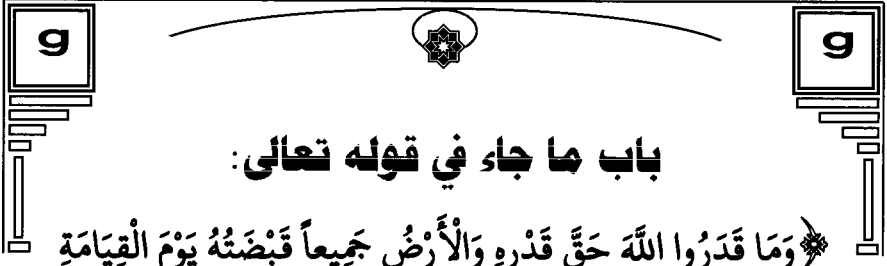 و
و
باب ما جاء في قوله تعالى:
﴿وَمَا قَدَرُوا اللَّهَ حَقَّ قَدْرِهِ وَالْأَرْضُ جَمِيعاً قَبْضَتُهُ يَوْمَ الْقِيَامَةِ